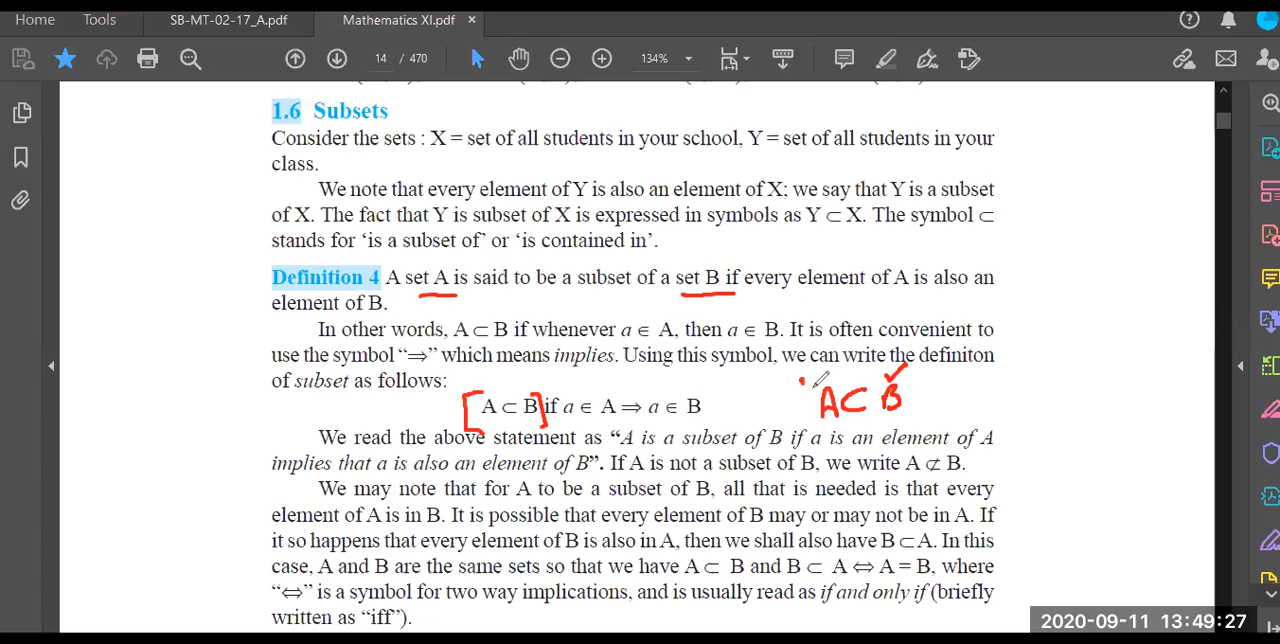 Home Tools SB-MT-02-17_A.pdf Mathematics XI.pdf ×
14 / 470 134%
1.6 Subsets
Consider the sets : X = set of all students in your school, Y = set of all students in your
class.
We note that every element of Y is also an element of X; we say that Y is a subset
of X. The fact that Y is subset of X is expressed in symbols as Y ⊂ X. The symbol ⊂
stands for ‘is a subset of’ or ‘is contained in’.
Definition 4 A set A is said to be a subset of a set B if every element of A is also an
element of B.
In other words, A ⊂ B if whenever a ∈ A, then a ∈ B. It is often convenient to
use the symbol “⇒” which means implies. Using this symbol, we can write the definiton
of subset as follows:
A ⊂ B if a ∈ A ⇒ a ∈ B
A ⊂ B
We read the above statement as “A is a subset of B if a is an element of A
implies that a is also an element of B”. If A is not a subset of B, we write A ⊄ B.
We may note that for A to be a subset of B, all that is needed is that every
element of A is in B. It is possible that every element of B may or may not be in A. If
it so happens that every element of B is also in A, then we shall also have B ⊂ A. In this
case, A and B are the same sets so that we have A ⊂ B and B ⊂ A ⇔ A = B, where
“⇔” is a symbol for two way implications, and is usually read as if and only if (briefly
written as “iff”).
2020-09-11 13:49:27